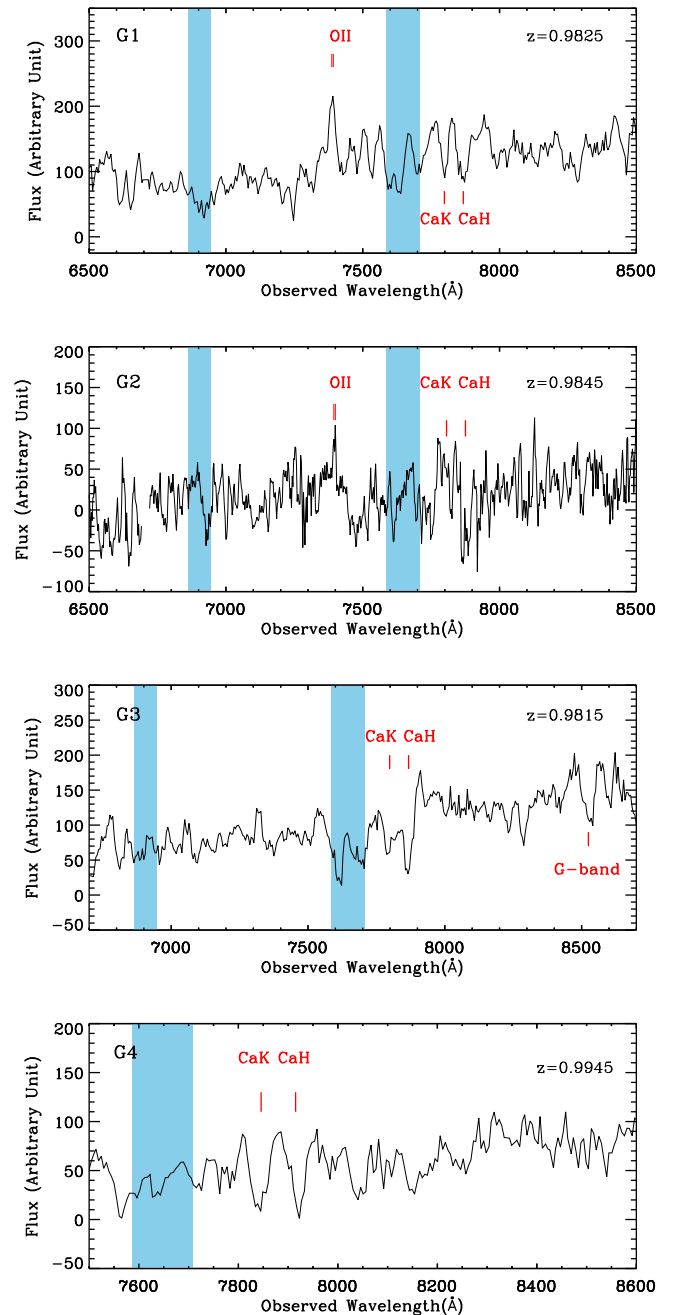 G1 OII z=0.9825
Flux (Arbitrary Unit)
300
200
100
0
CaK CaH
6500 7000 7500 8000 8500
Observed Wavelength(Å)
G2 OII CaK CaH z=0.9845
Flux (Arbitrary Unit)
200
150
100
50
0
-50
-100
6500 7000 7500 8000 8500
Observed Wavelength(Å)
G3 z=0.9815
CaK CaH
Flux (Arbitrary Unit)
300
250
200
150
100
50
0
-50
G-band
7000 7500 8000 8500
Observed Wavelength(Å)
G4 CaK CaH z=0.9945
Flux (Arbitrary Unit)
200
150
100
50
0
-50
7600 7800 8000 8200 8400 8600
Observed Wavelength(Å)